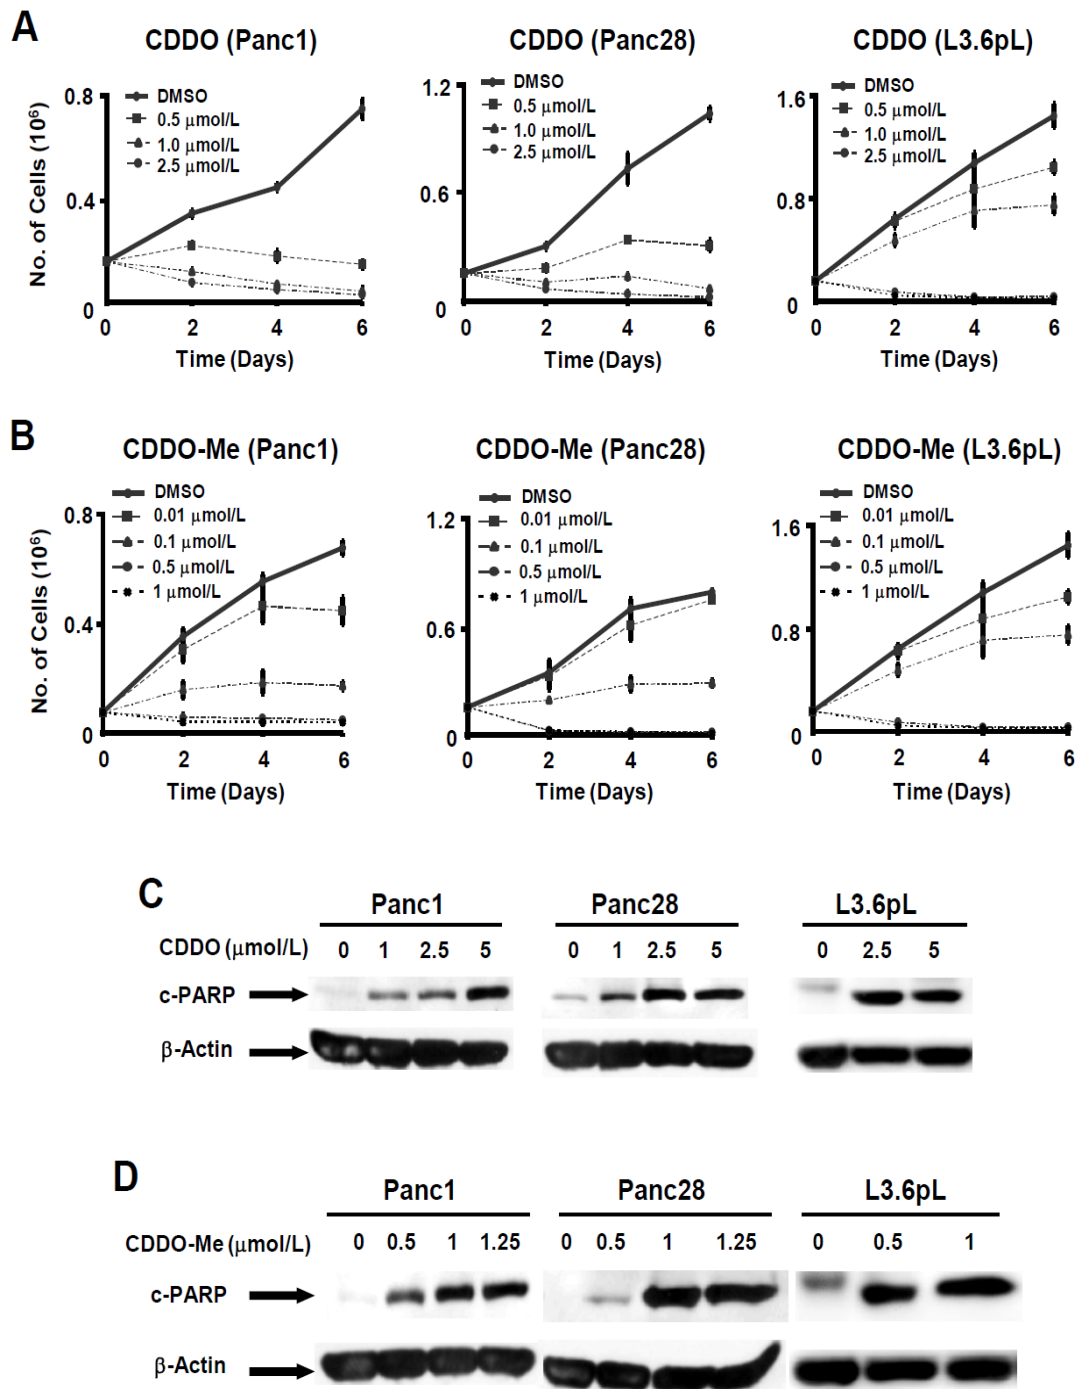 A
CDDO (Panc1)
CDDO (Panc28)
CDDO (L3.6pL)
No. of Cells (10⁶)
0.8
0.4
0
DMSO
0.5 μmol/L
1.0 μmol/L
2.5 μmol/L
0 2 4 6
Time (Days)
1.2
0.6
0
DMSO
0.5 μmol/L
1.0 μmol/L
2.5 μmol/L
0 2 4 6
Time (Days)
1.6
0.8
0
DMSO
0.5 μmol/L
1.0 μmol/L
2.5 μmol/L
0 2 4 6
Time (Days)
B
CDDO-Me (Panc1)
CDDO-Me (Panc28)
CDDO-Me (L3.6pL)
No. of Cells (10⁶)
0.8
0.4
0
DMSO
0.01 μmol/L
0.1 μmol/L
0.5 μmol/L
1 μmol/L
0 2 4 6
Time (Days)
1.2
0.6
0
DMSO
0.01 μmol/L
0.1 μmol/L
0.5 μmol/L
1 μmol/L
0 2 4 6
Time (Days)
1.6
0.8
0
DMSO
0.01 μmol/L
0.1 μmol/L
0.5 μmol/L
1 μmol/L
0 2 4 6
Time (Days)
C
Panc1 Panc28 L3.6pL
CDDO (μmol/L) 0 1 2.5 5 0 1 2.5 5 0 2.5 5
c-PARP
β-Actin
D
Panc1 Panc28 L3.6pL
CDDO-Me (μmol/L) 0 0.5 1 1.25 0 0.5 1 1.25 0 0.5 1
c-PARP
β-Actin